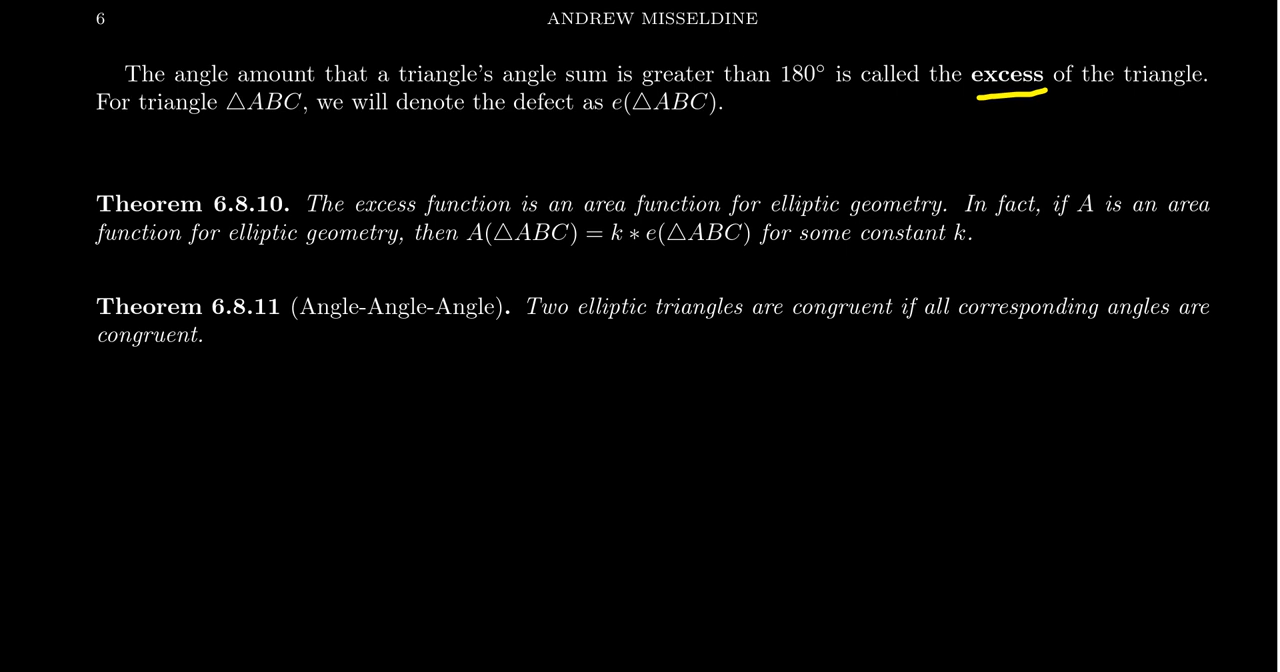 6 ANDREW MISSELDINE
The angle amount that a triangle's angle sum is greater than 180° is called the excess of the triangle.
For triangle △ABC, we will denote the defect as e(△ABC).
Theorem 6.8.10. The excess function is an area function for elliptic geometry. In fact, if A is an area
function for elliptic geometry, then A(△ABC) = k ∗ e(△ABC) for some constant k.
Theorem 6.8.11 (Angle-Angle-Angle). Two elliptic triangles are congruent if all corresponding angles are
congruent.